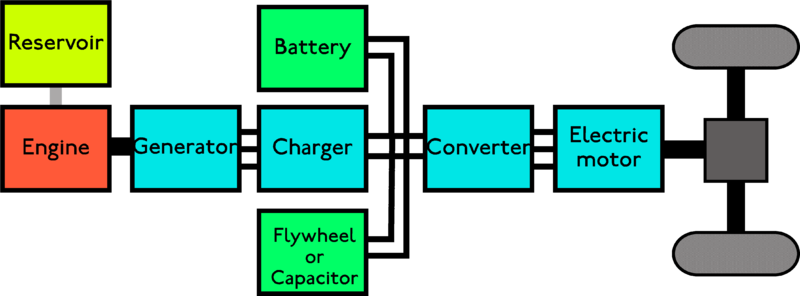 Reservoir
Battery
Engine
Generator
Charger
Converter
Electric
motor
Flywheel
or
Capacitor